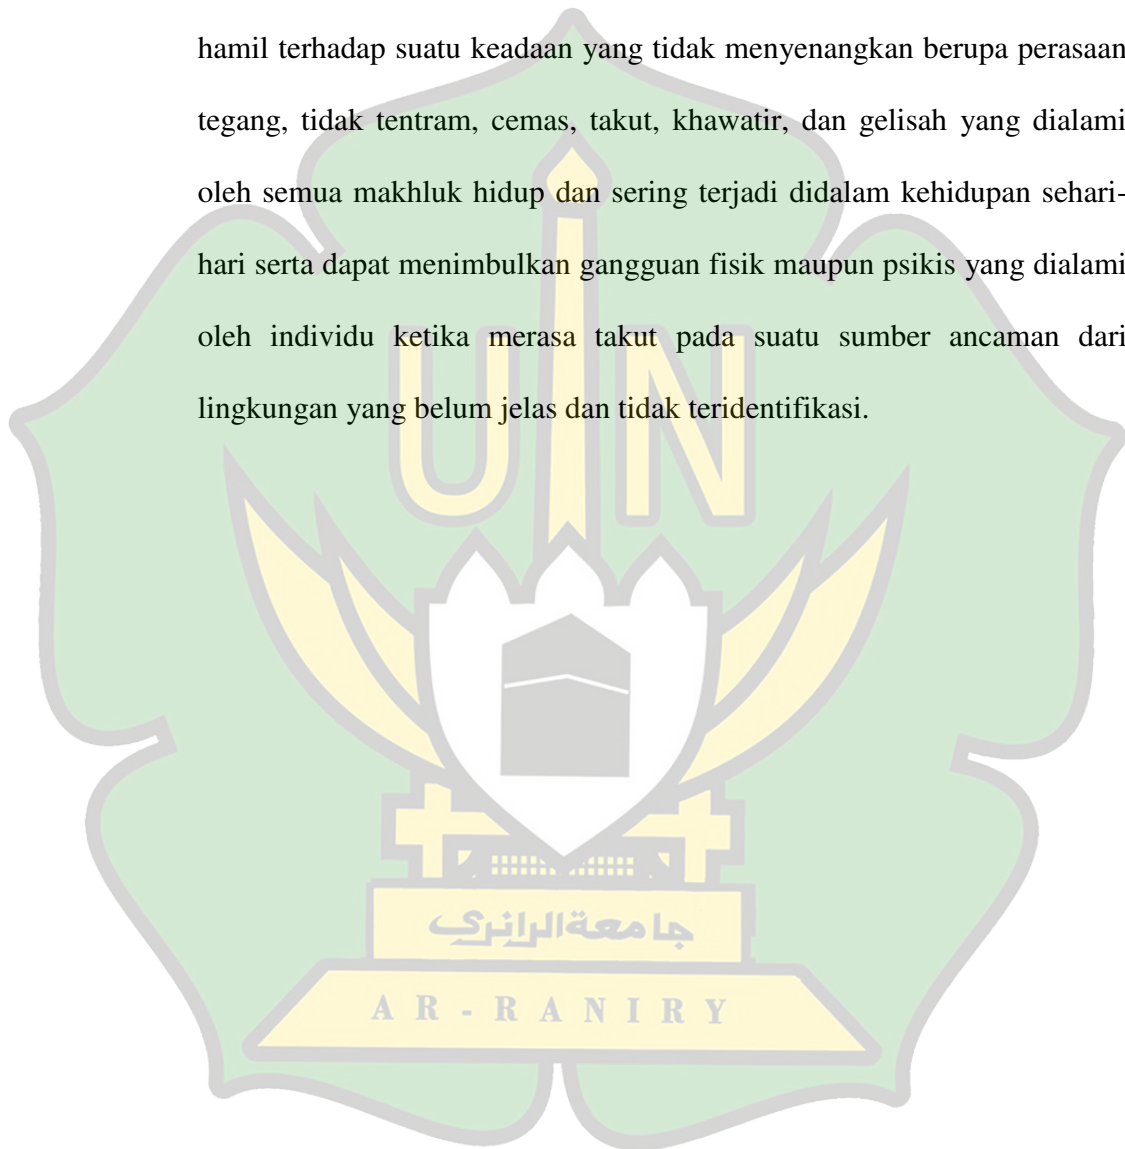 hamil terhadap suatu keadaan yang tidak menyenangkan berupa perasaan
tegang, tidak tentram, cemas, takut, khawatir, dan gelisah yang dialami
oleh semua makhluk hidup dan sering terjadi didalam kehidupan sehari-
hari serta dapat menimbulkan gangguan fisik maupun psikis yang dialami
oleh individu ketika merasa takut pada suatu sumber ancaman dari
lingkungan yang belum jelas dan tidak teridentifikasi.
UIN
جامعةالرانري
AR-RANIRY